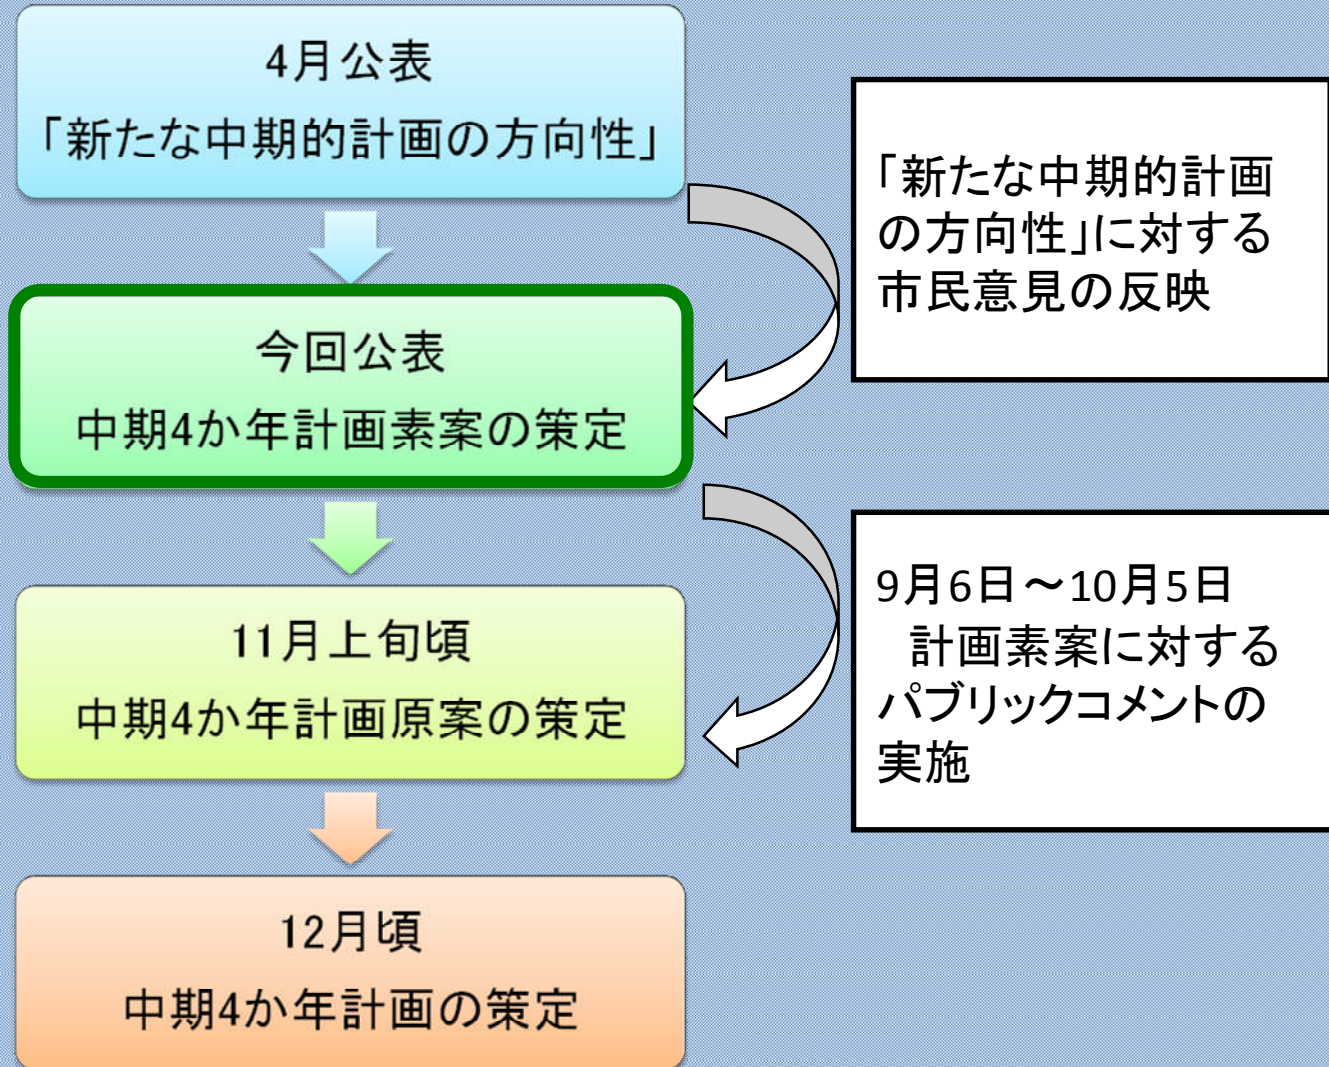 4月公表
「新たな中期的計画の方向性」
「新たな中期的計画
の方向性」に対する
市民意見の反映
今回公表
中期4か年計画素案の策定
9月6日～10月5日
計画素案に対する
パブリックコメントの
実施
11月上旬頃
中期4か年計画原案の策定
12月頃
中期4か年計画の策定